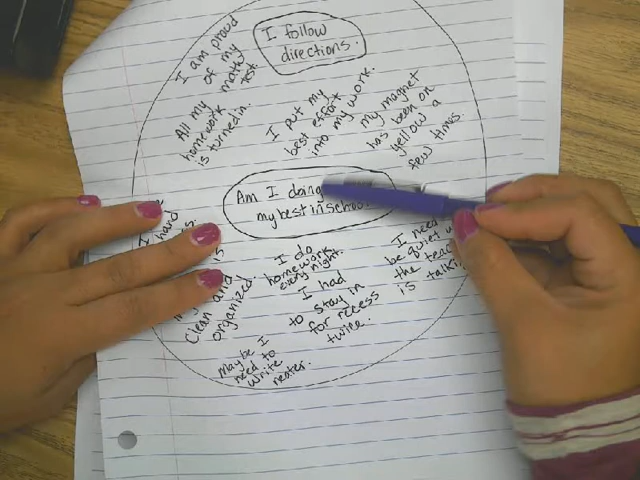 I follow
directions.
I am proud
of my
math
test.
All my
homework
is turned in.
I put my
best effort
into my work.
my magnet
has been on
yellow a
few times.
Am I doing
my best in school
I do
homework
every night.
I need
be quiet
the
is
I had
to stay in
for recess
twice.
hard
is
Clean and
organized
maybe I
need to
write
neater.